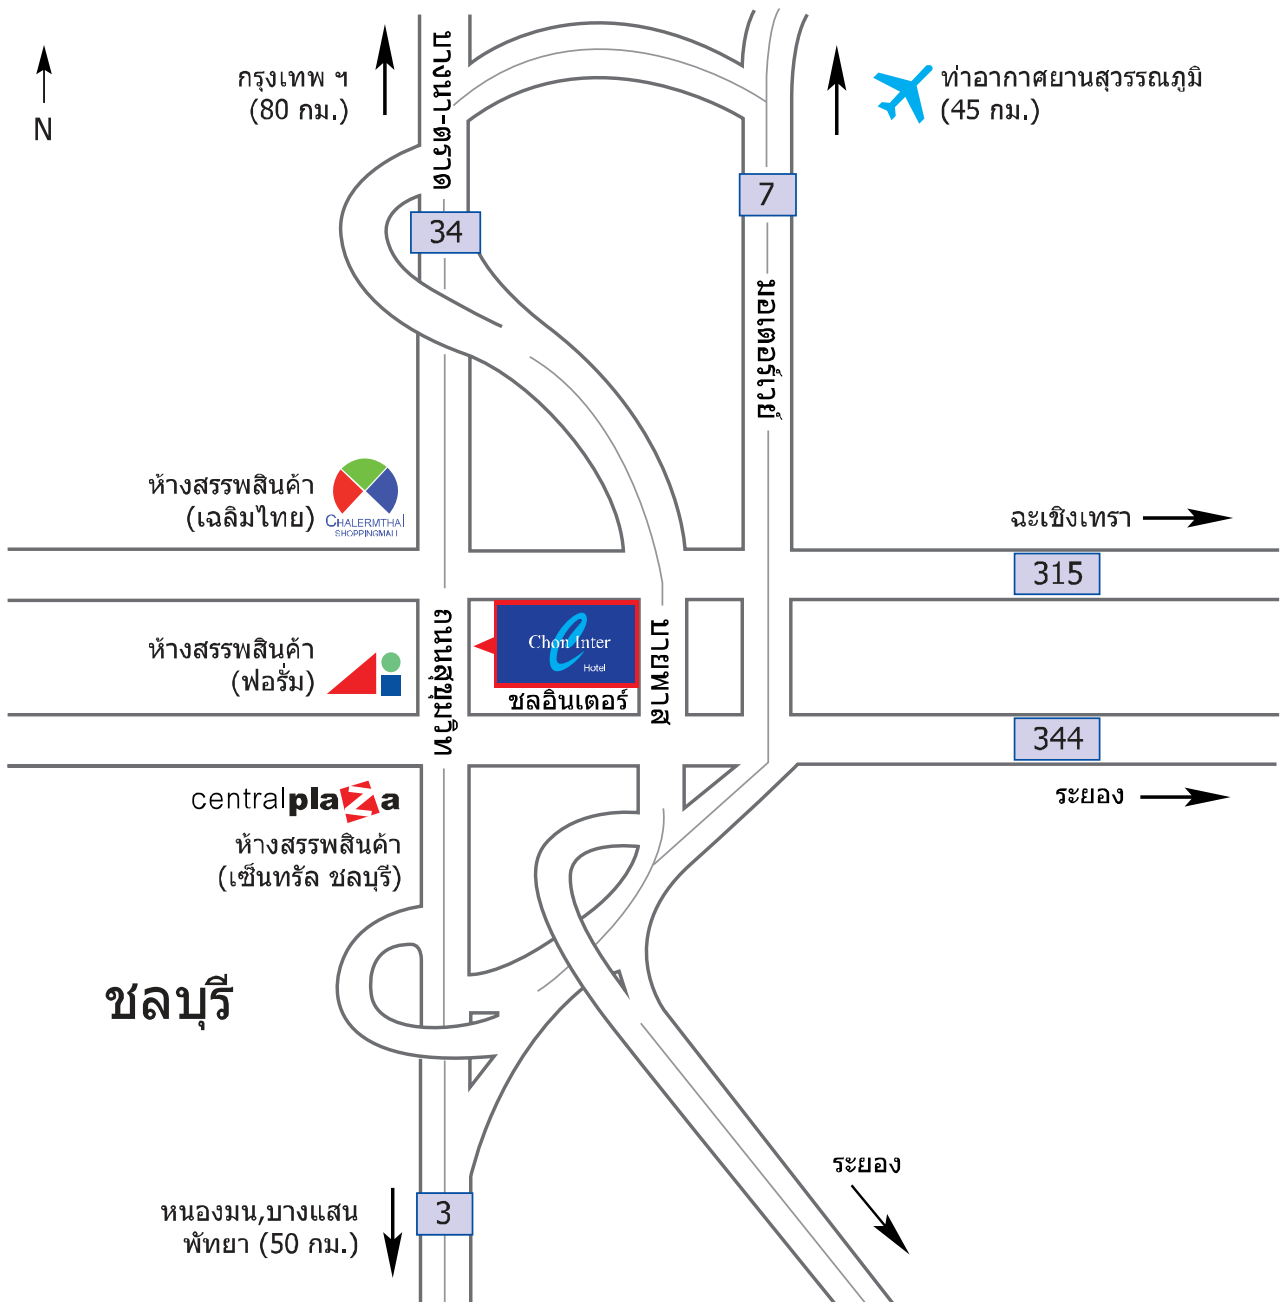 N
กรุงเทพ ฯ
(80 กม.)
บางนา-ตราด
ท่าอากาศยานสุวรรณภูมิ
(45 กม.)
7
34
มอเตอร์เวย์
ห้างสรรพสินค้า
(เฉลิมไทย)
CHALERMTHAI
SHOPPINGMALL
ฉะเชิงเทรา
315
ห้างสรรพสินค้า
(ฟอรั่ม)
ถนนสุขุมวิท
Chon Inter
Hotel
ชลอินเตอร์
บายพาส
344
ระยอง
centralplaza
ห้างสรรพสินค้า
(เซ็นทรัล ชลบุรี)
ชลบุรี
ระยอง
หนองมน,บางแสน
พัทยา (50 กม.)
3